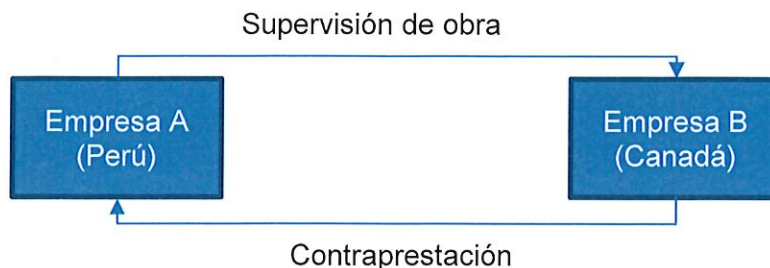 Supervisión de obra
Empresa A
(Perú)
Empresa B
(Canadá)
Contraprestación